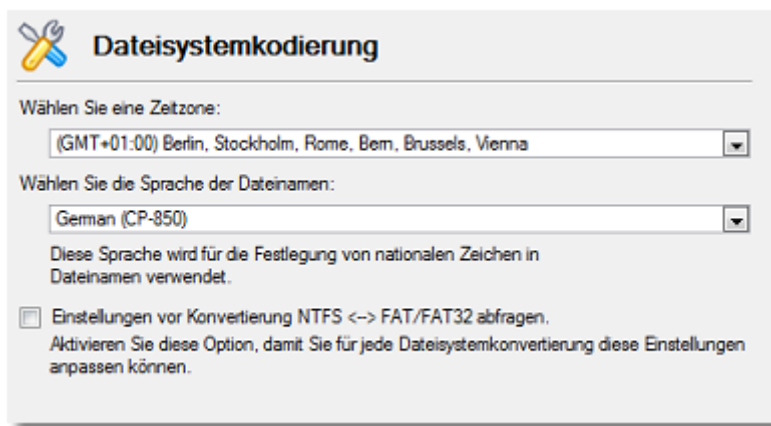 Dateisystemkodierung
Wählen Sie eine Zeitzone:
(GMT+01:00) Berlin, Stockholm, Rome, Bern, Brussels, Vienna
Wählen Sie die Sprache der Dateinamen:
German (CP-850)
Diese Sprache wird für die Festlegung von nationalen Zeichen in
Dateinamen verwendet.
Einstellungen vor Konvertierung NTFS <--> FAT/FAT32 abfragen.
Aktivieren Sie diese Option, damit Sie für jede Dateisystemkonvertierung diese Einstellungen
anpassen können.